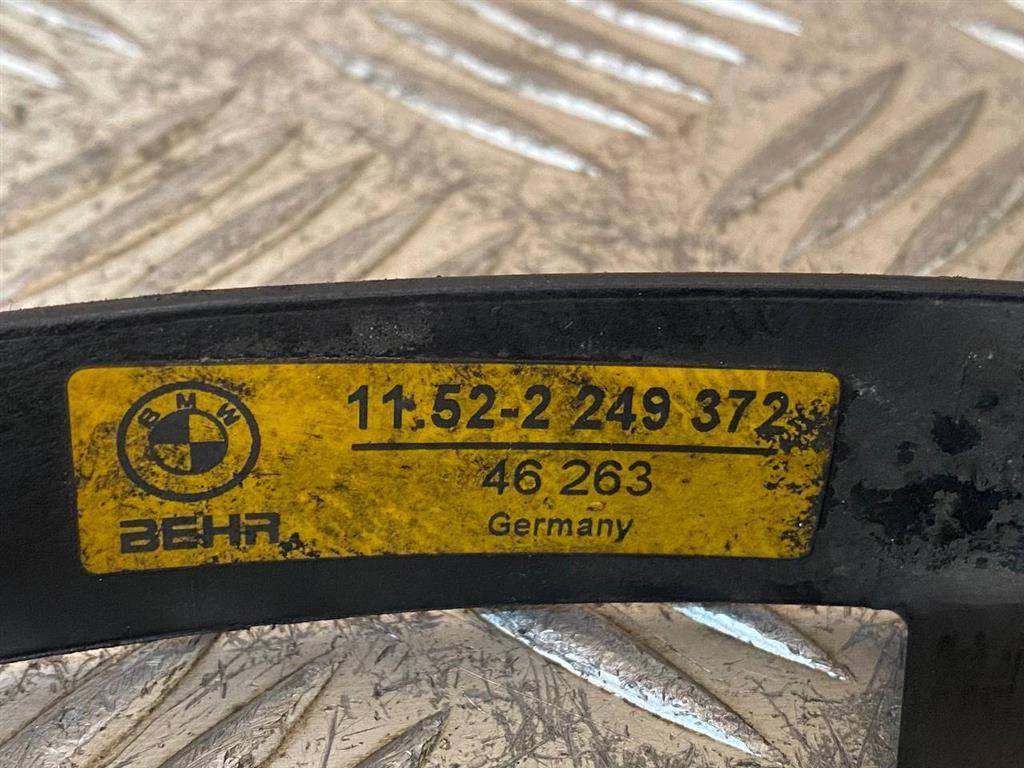 BMW
BEHR
11.52-2 249 372
46 263
Germany